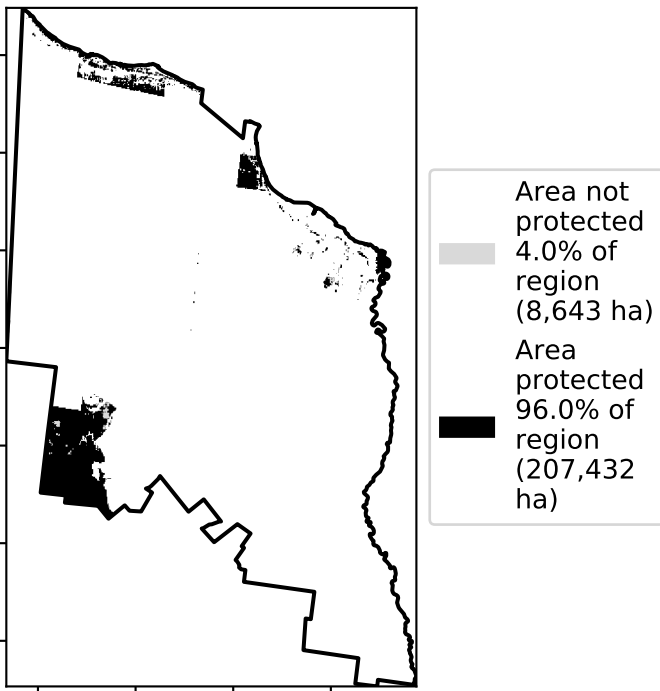 Area not
protected
4.0% of
region
(8,643 ha)
Area
protected
96.0% of
region
(207,432
ha)